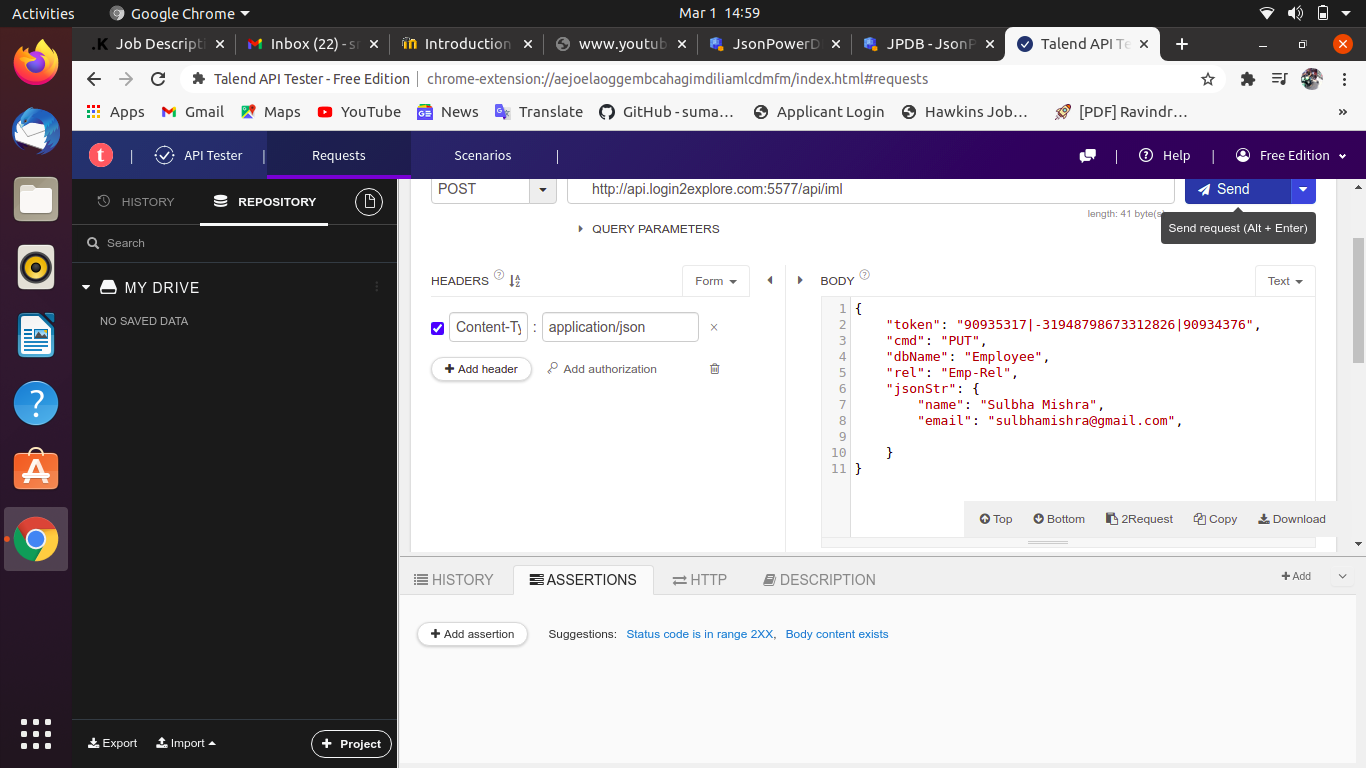 Activities Google Chrome Mar 1 14:59
.K Job Descripti Inbox (22) - sr Introduction www.youtub JsonPowerD JPDB - JsonP Talend API Te
Talend API Tester - Free Edition chrome-extension://aejoelaoggembcahagimdiliamlcdmfm/index.html#requests
Apps Gmail Maps YouTube News Translate GitHub - suma… Applicant Login Hawkins Job… [PDF] Ravindr… »
t | API Tester | Requests Scenarios | | Help | Free Edition
HISTORY REPOSITORY
Search
MY DRIVE
NO SAVED DATA
Export Import + Project
POST http://api.login2explore.com:5577/api/iml Send
length: 41 byte(s)
Send request (Alt + Enter)
QUERY PARAMETERS
HEADERS ? Form
Content-Ty : application/json ×
+ Add header Add authorization
BODY ? Text
1 {
2 "token": "90935317|-31948798673312826|90934376",
3 "cmd": "PUT",
4 "dbName": "Employee",
5 "rel": "Emp-Rel",
6 "jsonStr": {
7 "name": "Sulbha Mishra",
8 "email": "sulbhamishra@gmail.com",
9
10 }
11 }
Top Bottom 2Request Copy Download
HISTORY ASSERTIONS HTTP DESCRIPTION + Add
+ Add assertion Suggestions: Status code is in range 2XX, Body content exists